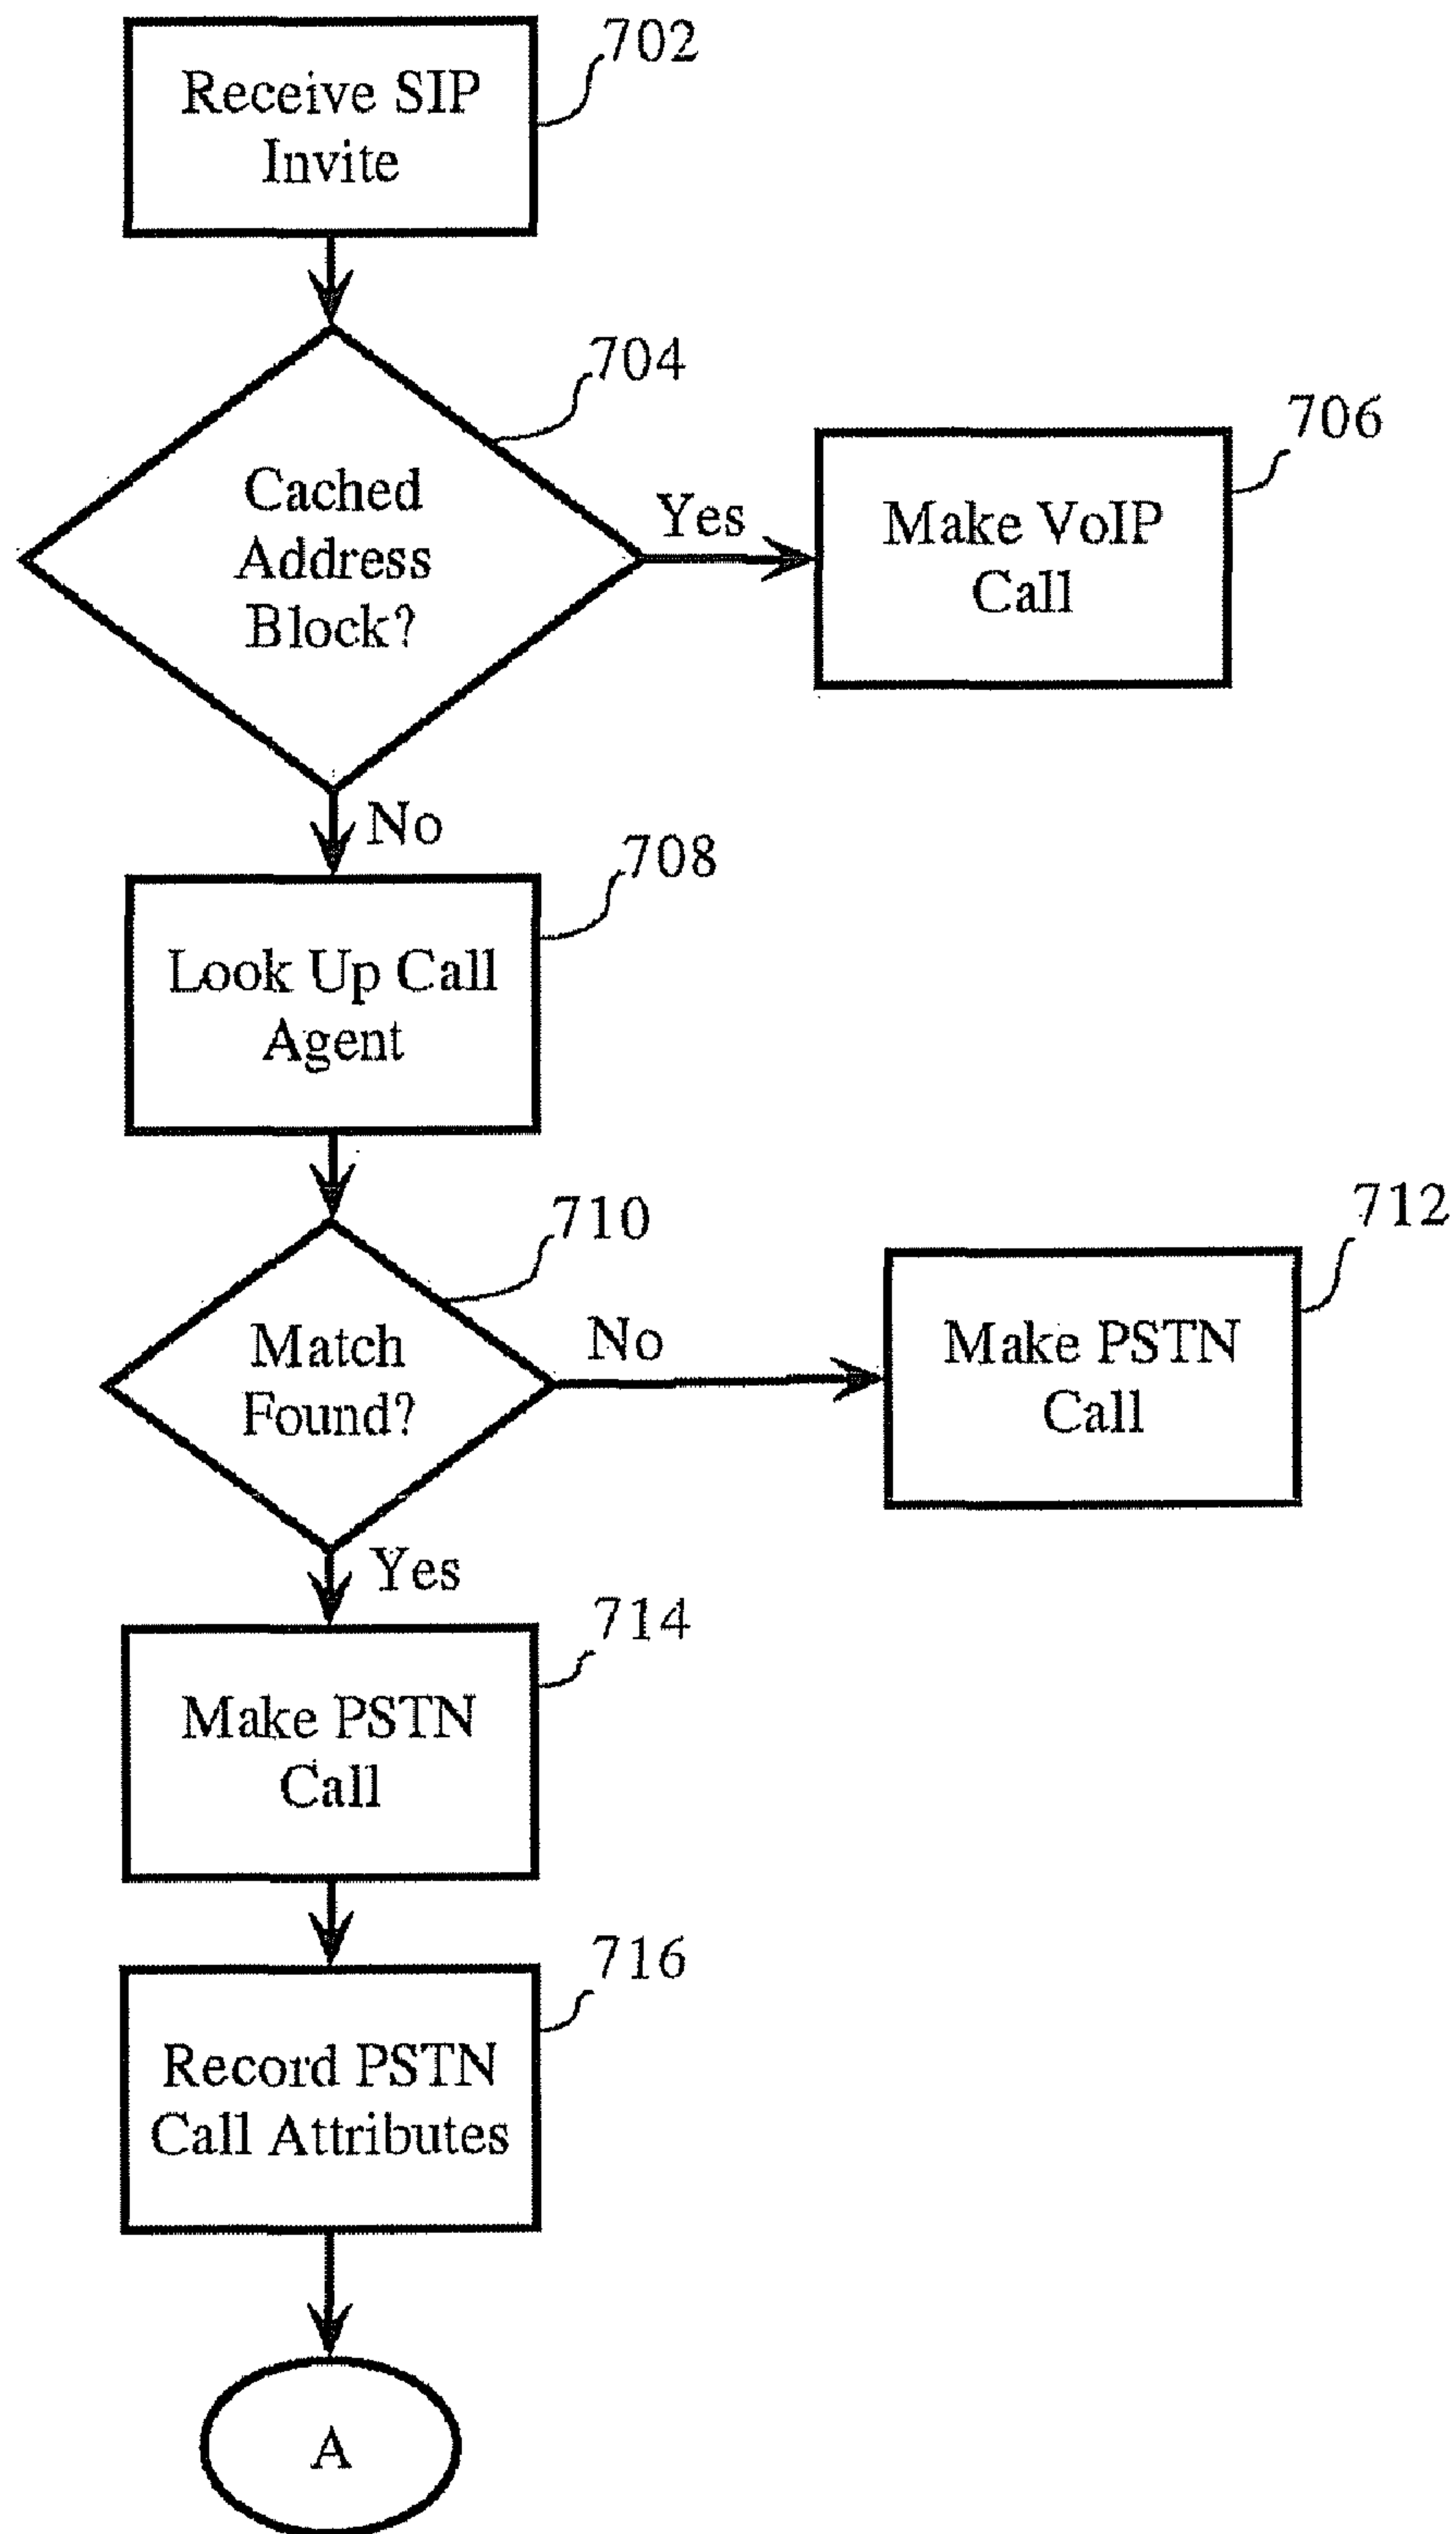 702
Receive SIP
Invite
704
Cached
Address
Block?
Yes
706
Make VoIP
Call
No
708
Look Up Call
Agent
710
Match
Found?
No
712
Make PSTN
Call
Yes
714
Make PSTN
Call
716
Record PSTN
Call Attributes
A